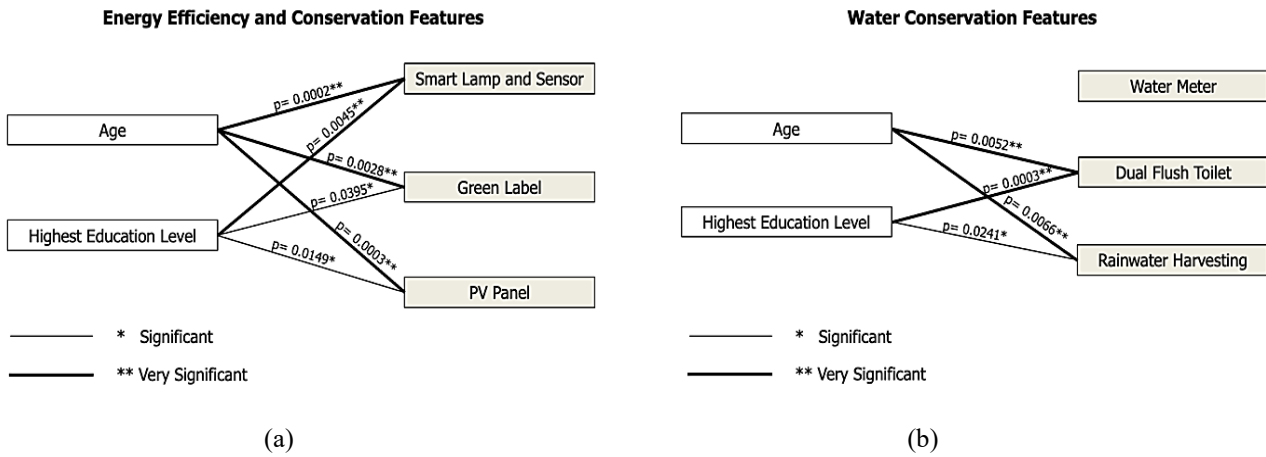 Energy Efficiency and Conservation Features
Smart Lamp and Sensor
p= 0.0002**
p= 0.0045**
Age
p= 0.0028**
Green Label
p= 0.0395*
Highest Education Level
p= 0.0003**
p= 0.0149*
PV Panel
* Significant
** Very Significant
(a)
Water Conservation Features
Water Meter
Age
p= 0.0052**
Dual Flush Toilet
p= 0.0003**
Highest Education Level
p= 0.0066**
p= 0.0241*
Rainwater Harvesting
* Significant
** Very Significant
(b)